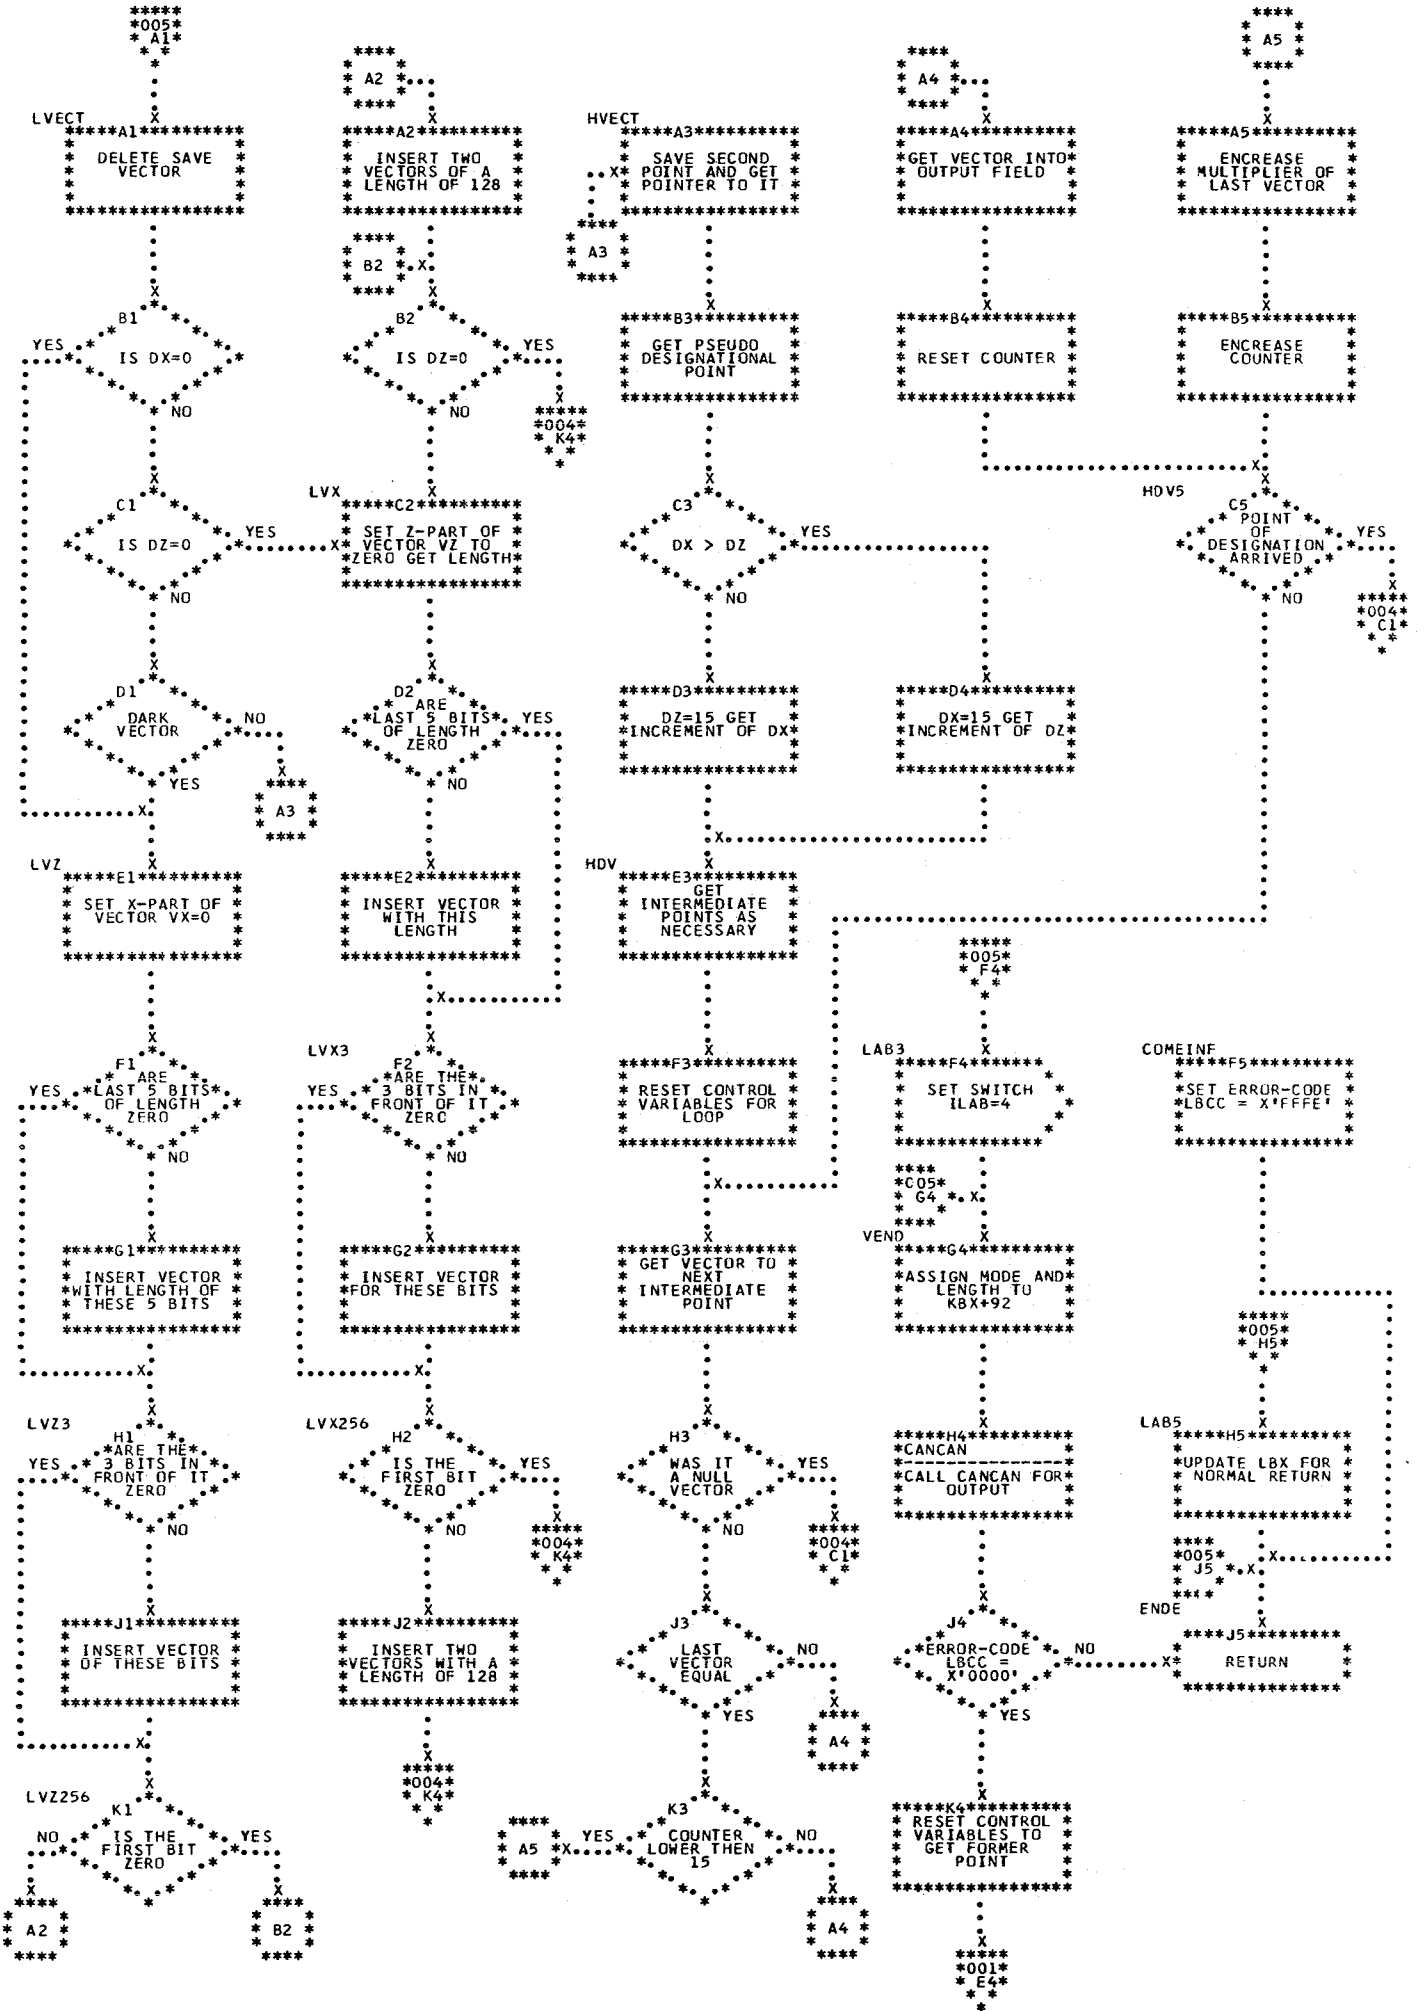 005
A1
LVECT
A1
DELETE SAVE
VECTOR
B1
IS DX=0
YES
NO
C1
IS DZ=0
YES
NO
D1
DARK
VECTOR
NO
YES
A3
LVZ
E1
SET X-PART OF
VECTOR VX=0
F1
ARE
LAST 5 BITS
OF LENGTH
ZERO
YES
NO
G1
INSERT VECTOR
WITH LENGTH OF
THESE 5 BITS
LVZ3
H1
ARE THE
3 BITS IN
FRONT OF IT
ZERO
YES
NO
J1
INSERT VECTOR
OF THESE BITS
LVZ256
K1
IS THE
FIRST BIT
ZERO
NO
YES
A2
B2
A2
A2
INSERT TWO
VECTORS OF A
LENGTH OF 128
B2
B2
IS DZ=0
YES
NO
004
K4
LVX
C2
SET Z-PART OF
VECTOR VZ TO
ZERO GET LENGTH
D2
ARE
LAST 5 BITS
OF LENGTH
ZERO
YES
NO
E2
INSERT VECTOR
WITH THIS
LENGTH
LVX3
F2
ARE THE
3 BITS IN
FRONT OF IT
ZERO
YES
NO
G2
INSERT VECTOR
FOR THESE BITS
LVX256
H2
IS THE
FIRST BIT
ZERO
YES
NO
004
K4
J2
INSERT TWO
VECTORS WITH A
LENGTH OF 128
004
K4
HVECT
A3
SAVE SECOND
POINT AND GET
POINTER TO IT
A3
B3
GET PSEUDO
DESIGNATIONAL
POINT
C3
DX > DZ
YES
NO
D3
DZ=15 GET
INCREMENT OF DX
HDV
E3
GET
INTERMEDIATE
POINTS AS
NECESSARY
F3
RESET CONTROL
VARIABLES FOR
LOOP
G3
GET VECTOR TO
NEXT
INTERMEDIATE
POINT
H3
WAS IT
A NULL
VECTOR
YES
NO
004
C1
J3
LAST
VECTOR
EQUAL
NO
YES
A4
K3
COUNTER
LOWER THEN
15
YES
NO
A5
A4
A4
A4
GET VECTOR INTO
OUTPUT FIELD
B4
RESET COUNTER
D4
DX=15 GET
INCREMENT OF DZ
005
F4
LAB3
F4
SET SWITCH
ILAB=4
005
G4
VEND
G4
ASSIGN MODE AND
LENGTH TO
KBX+92
H4
CANCAN
CALL CANCAN FOR
OUTPUT
J4
ERROR-CODE
LBCC =
X'0000'
NO
YES
K4
RESET CONTROL
VARIABLES TO
GET FORMER
POINT
001
E4
A5
A5
ENCREASE
MULTIPLIER OF
LAST VECTOR
B5
ENCREASE
COUNTER
HDV5
C5
POINT
OF
DESIGNATION
ARRIVED
YES
NO
004
C1
COMEINF
F5
SET ERROR-CODE
LBCC = X'FFFE'
005
H5
LAB5
H5
UPDATE LBX FOR
NORMAL RETURN
005
J5
ENDE
J5
RETURN